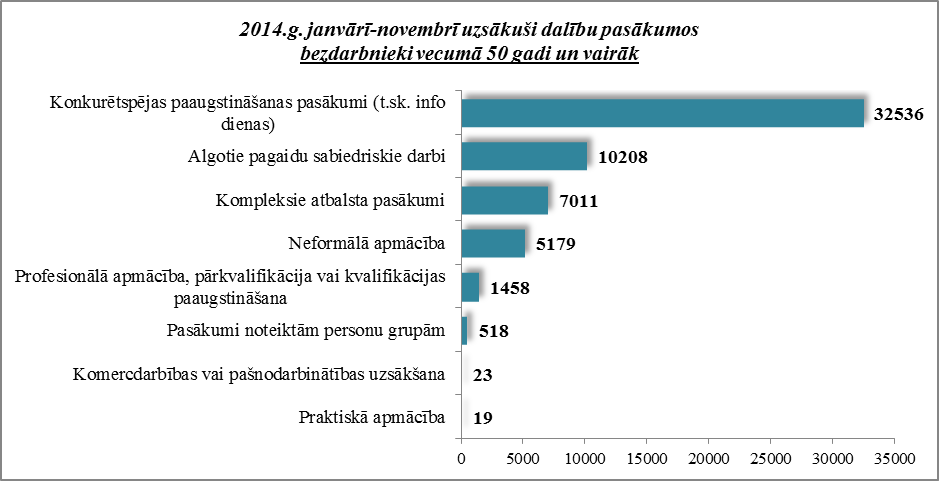 2014.g. janvārī-novembrī uzsākuši dalību pasākumos
bezdarbnieki vecumā 50 gadi un vairāk
Konkurētspējas paaugstināšanas pasākumi (t.sk. info
dienas)
32536
Algotie pagaidu sabiedriskie darbi
10208
Kompleksie atbalsta pasākumi
7011
Neformālā apmācība
5179
Profesionālā apmācība, pārkvalifikācija vai kvalifikācijas
paaugstināšana
1458
Pasākumi noteiktām personu grupām
518
Komercdarbības vai pašnodarbinātības uzsākšana
23
Praktiskā apmācība
19
0 5000 10000 15000 20000 25000 30000 35000